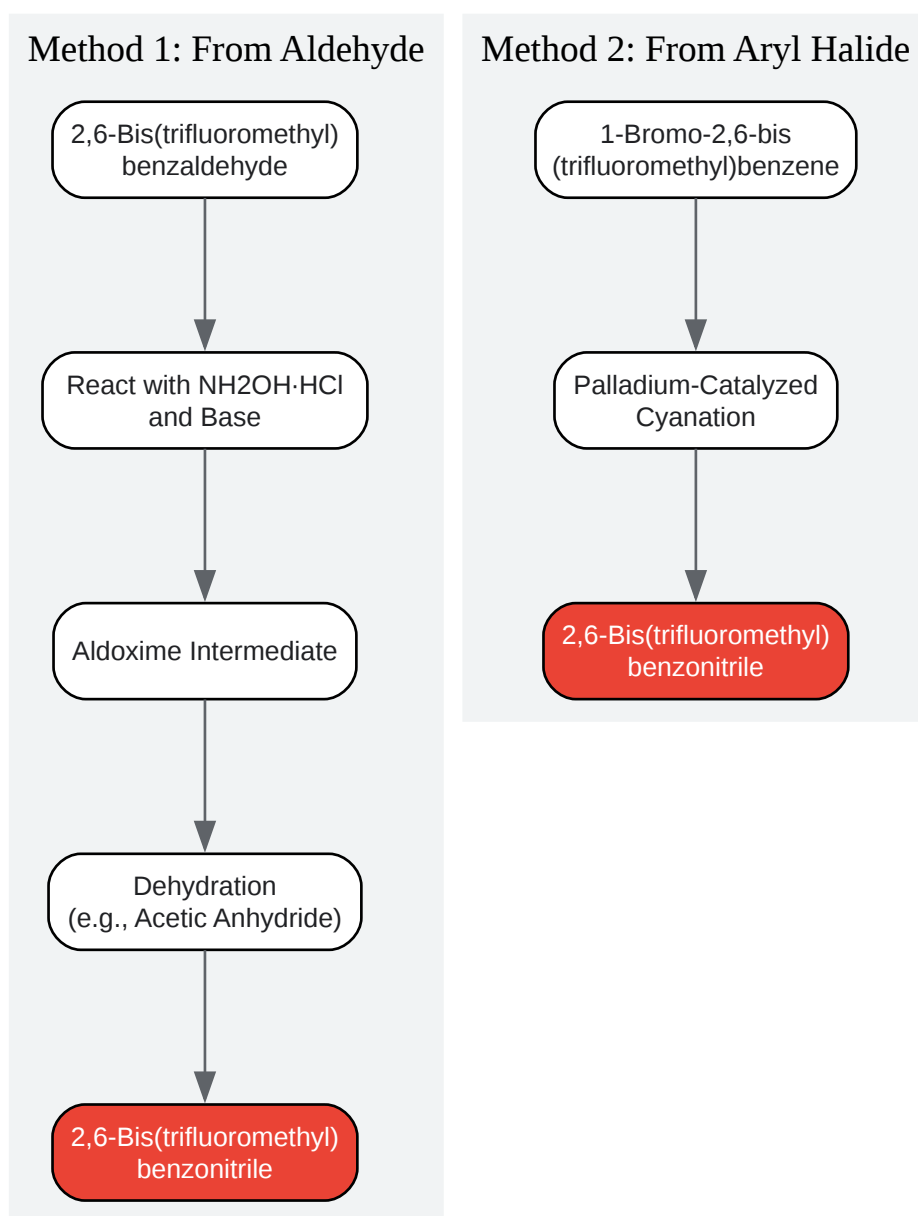 Method 1: From Aldehyde
2,6-Bis(trifluoromethyl)
benzaldehyde
React with NH2OH·HCl
and Base
Aldoxime Intermediate
Dehydration
(e.g., Acetic Anhydride)
2,6-Bis(trifluoromethyl)
benzonitrile
Method 2: From Aryl Halide
1-Bromo-2,6-bis
(trifluoromethyl)benzene
Palladium-Catalyzed
Cyanation
2,6-Bis(trifluoromethyl)
benzonitrile